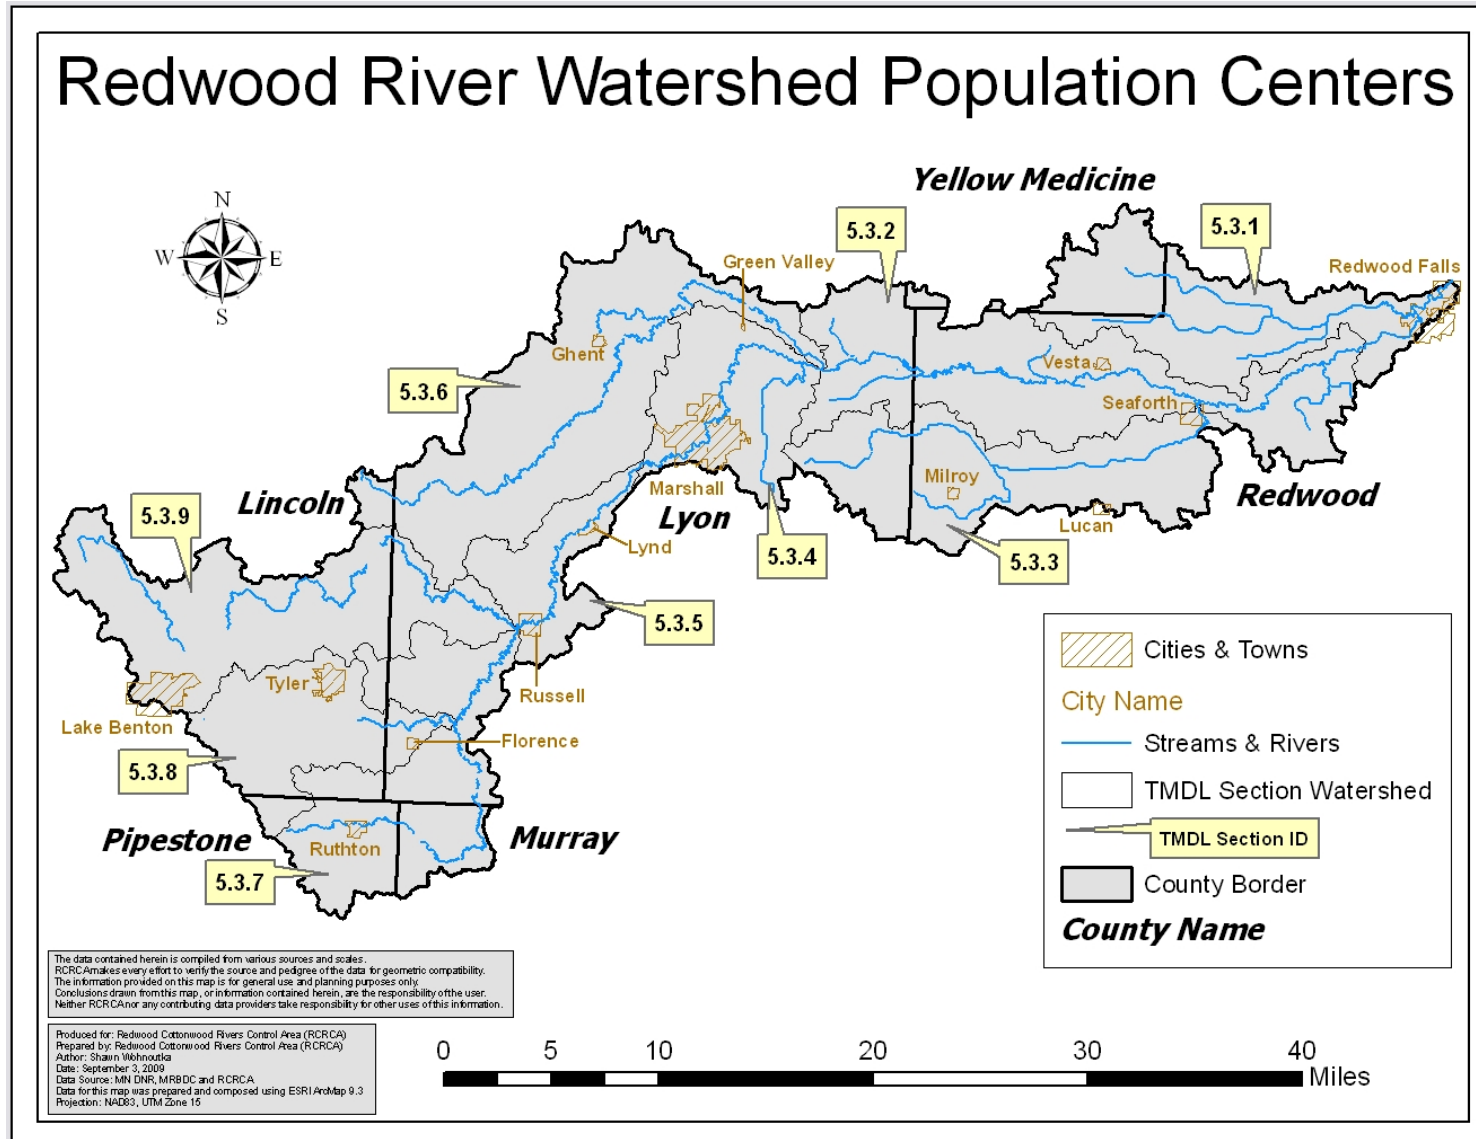 Redwood River Watershed Population Centers
Yellow Medicine
N
W E
S
5.3.2
5.3.1
Green Valley
Redwood Falls
Ghent
Vesta
5.3.6
Seaforth
Milroy
Marshall
Lincoln
Lyon
Redwood
5.3.9
Lucan
Lynd
5.3.4
5.3.3
5.3.5
Tyler
Russell
Lake Benton
Florence
5.3.8
Pipestone
Ruthton
Murray
5.3.7
Cities & Towns
City Name
Streams & Rivers
TMDL Section Watershed
TMDL Section ID
County Border
County Name
The data contained herein is compiled from various sources and scales.
RCRCA makes every effort to verify the source and pedigree of the data for geometric compatibility.
The information provided on this map is for general use and planning purposes only.
Conclusions drawn from this map, or information contained herein, are the responsibility of the user.
Neither RCRCA nor any contributing data providers take responsibility for other uses of this information.
Produced for: Redwood Cottonwood Rivers Control Area (RCRCA)
Prepared by: Redwood Cottonwood Rivers Control Area (RCRCA)
Author: Shawn Wohnoutka
Date: September 3, 2009
Data Source: MN DNR, MRBDC and RCRCA
Data for this map was prepared and composed using ESRI ArcMap 9.3
Projection: NAD83, UTM Zone 15
0 5 10 20 30 40
Miles